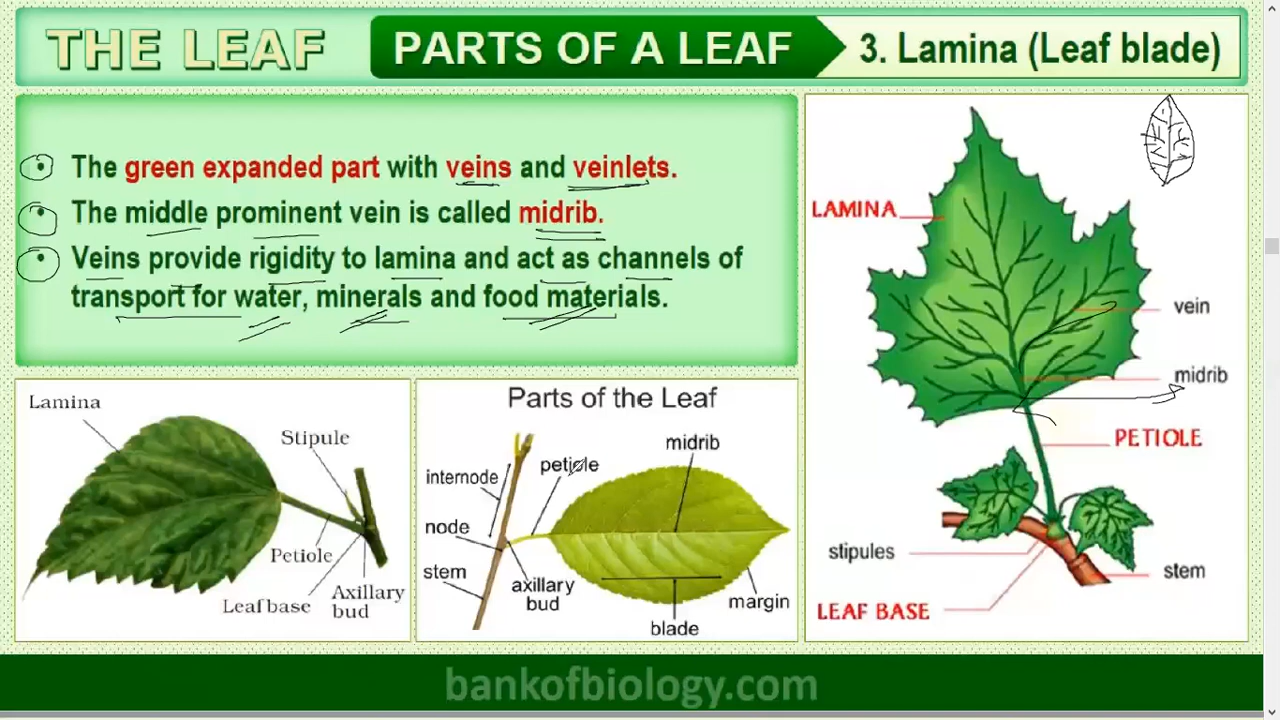 THE LEAF
PARTS OF A LEAF
3. Lamina (Leaf blade)
The green expanded part with veins and veinlets.
The middle prominent vein is called midrib.
Veins provide rigidity to lamina and act as channels of
transport for water, minerals and food materials.
Lamina
Stipule
Petiole
Leaf base
Axillary
bud
Parts of the Leaf
midrib
petiole
internode
node
stem
axillary
bud
margin
blade
LAMINA
vein
midrib
PETIOLE
stipules
stem
LEAF BASE
bankofbiology.com